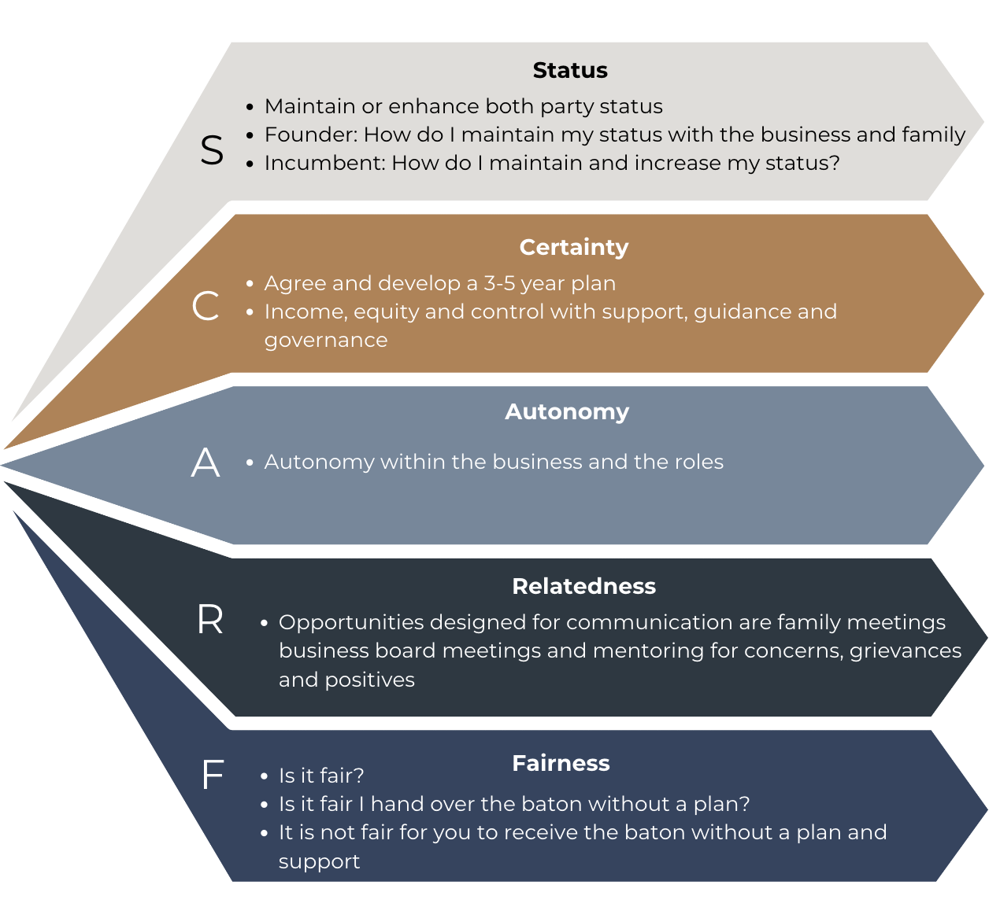 Status
• Maintain or enhance both party status
• Founder: How do I maintain my status with the business and family
S
• Incumbent: How do I maintain and increase my status?
Certainty
• Agree and develop a 3-5 year plan
C
• Income, equity and control with support, guidance and
governance
Autonomy
A
• Autonomy within the business and the roles
Relatedness
R
• Opportunities designed for communication are family meetings
business board meetings and mentoring for concerns, grievances
and positives
Fairness
F
• Is it fair?
• Is it fair I hand over the baton without a plan?
• It is not fair for you to receive the baton without a plan and
support